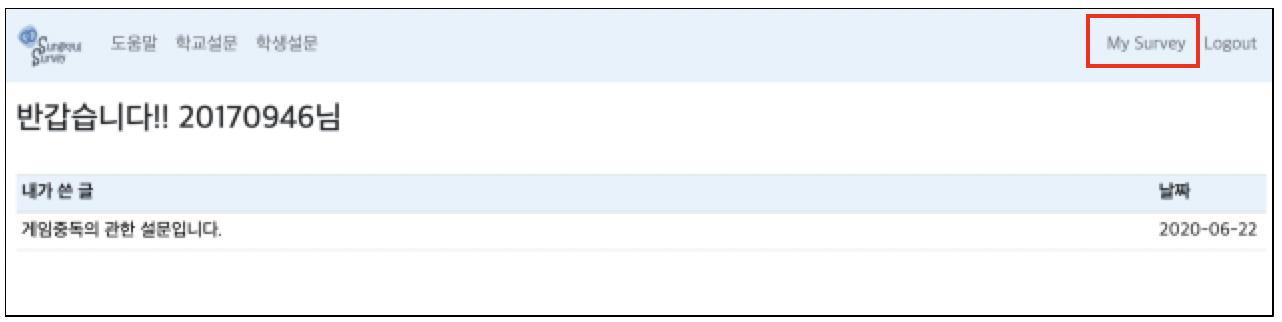 Sungkyul
Survey
도움말 학교설문 학생설문 My Survey Logout
반갑습니다!! 20170946님
내가 쓴 글 날짜
게임중독의 관한 설문입니다. 2020-06-22